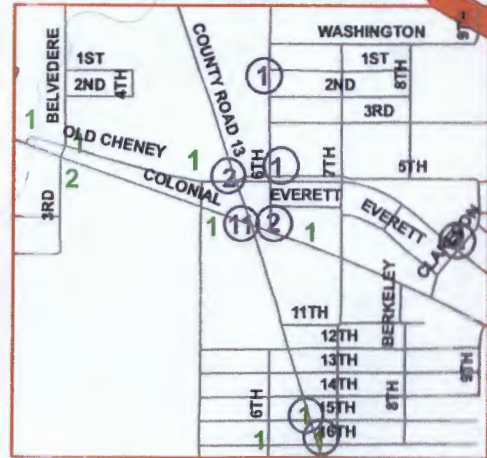 WASHINGTON
9TH
BELVEDERE
1ST
2ND
4TH
COUNTY ROAD 13
1
1ST
2ND
8TH
3RD
1
OLD CHENEY
1
1
2
6TH
1
7TH
5TH
2
COLONIAL
EVERETT
3RD
1
11
2
1
EVERETT
BERKELEY
11TH
12TH
13TH
14TH
15TH
16TH
6TH
8TH
9TH
1
1
1